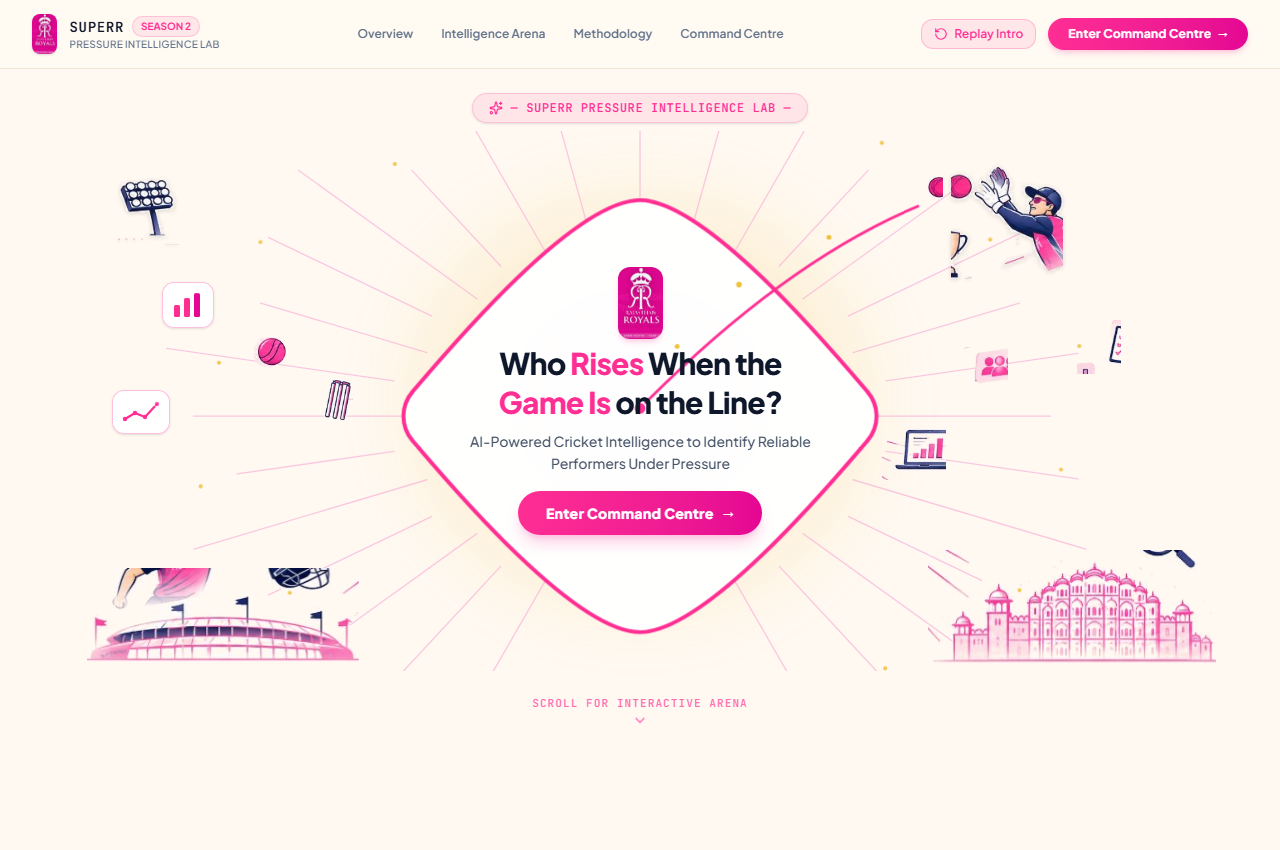 SUPERR SEASON 2
PRESSURE INTELLIGENCE LAB
Overview Intelligence Arena Methodology Command Centre
Replay Intro
Enter Command Centre →
— SUPERR PRESSURE INTELLIGENCE LAB —
RAJASTHAN
ROYALS
Who Rises When the
Game Is on the Line?
AI-Powered Cricket Intelligence to Identify Reliable
Performers Under Pressure
Enter Command Centre →
SCROLL FOR INTERACTIVE ARENA